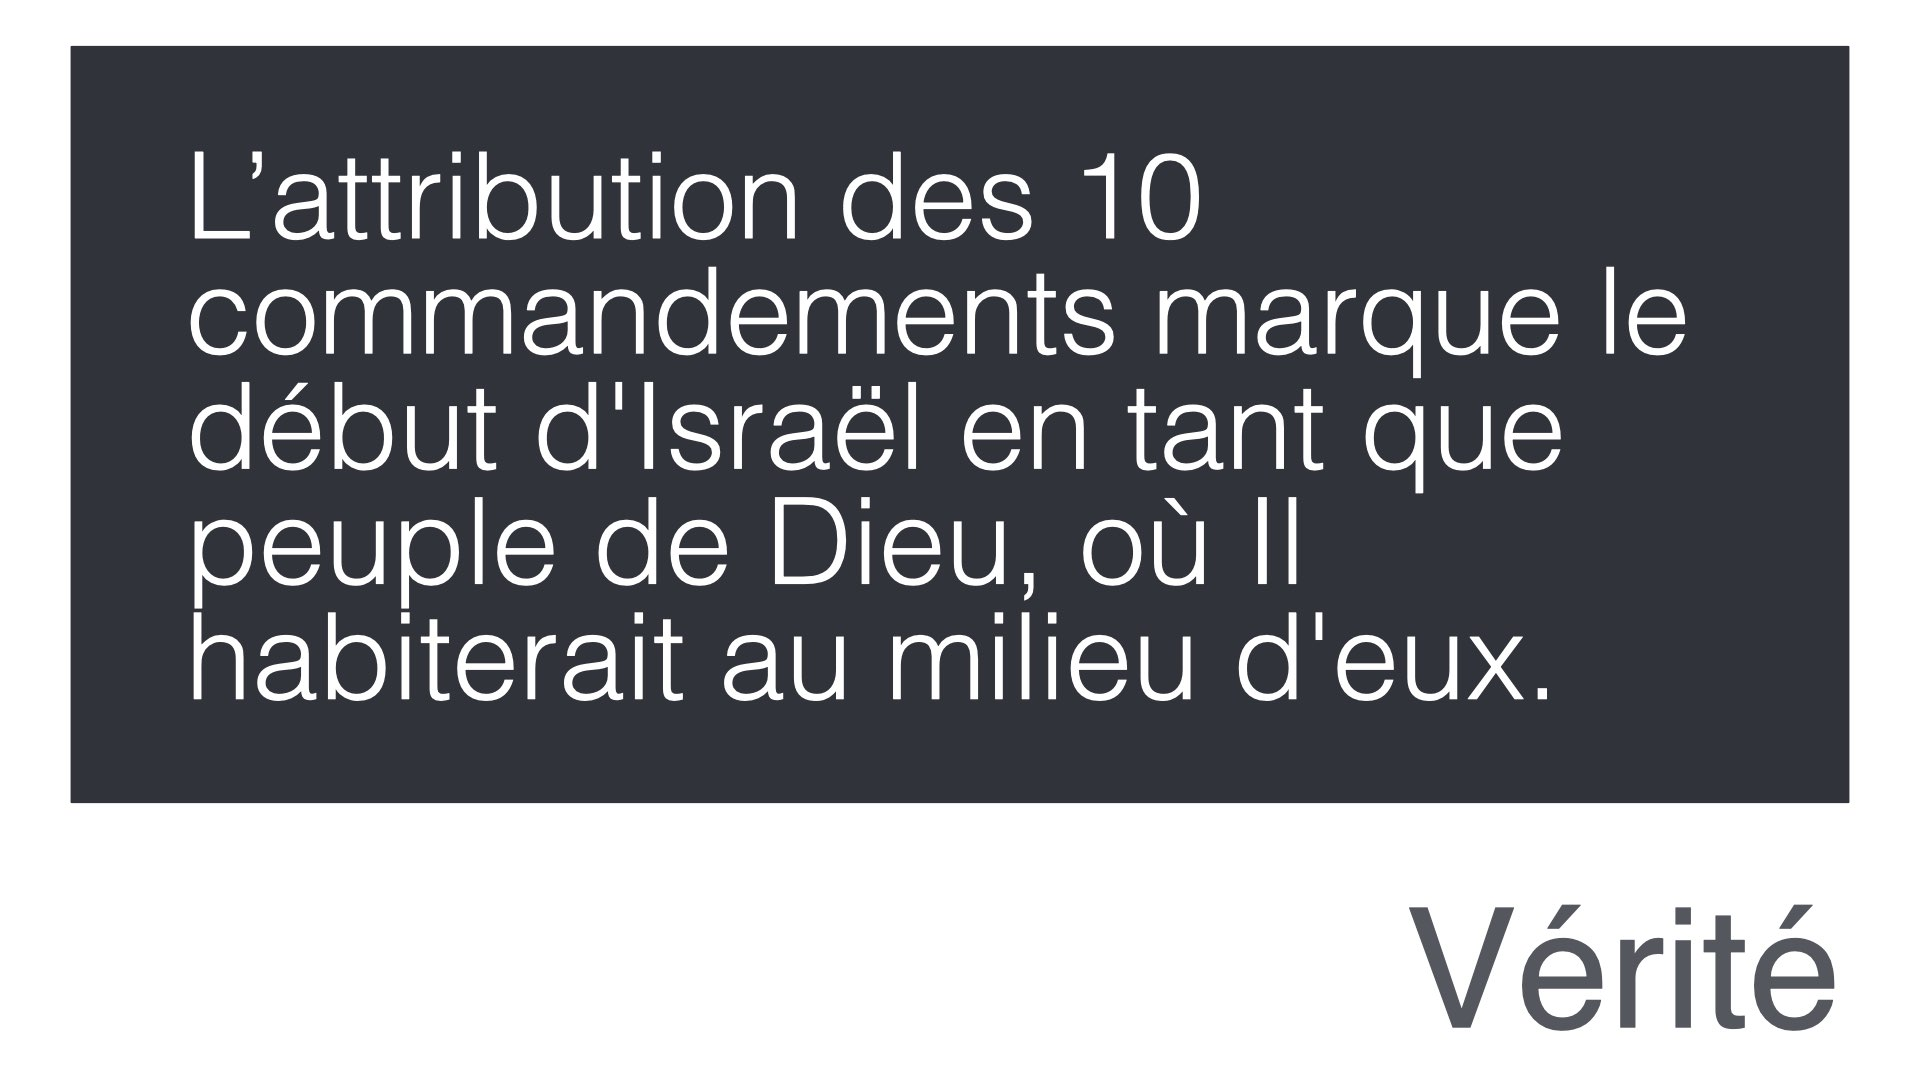 L’attribution des 10
commandements marque le
début d'Israël en tant que
peuple de Dieu, où Il
habiterait au milieu d'eux.
Vérité